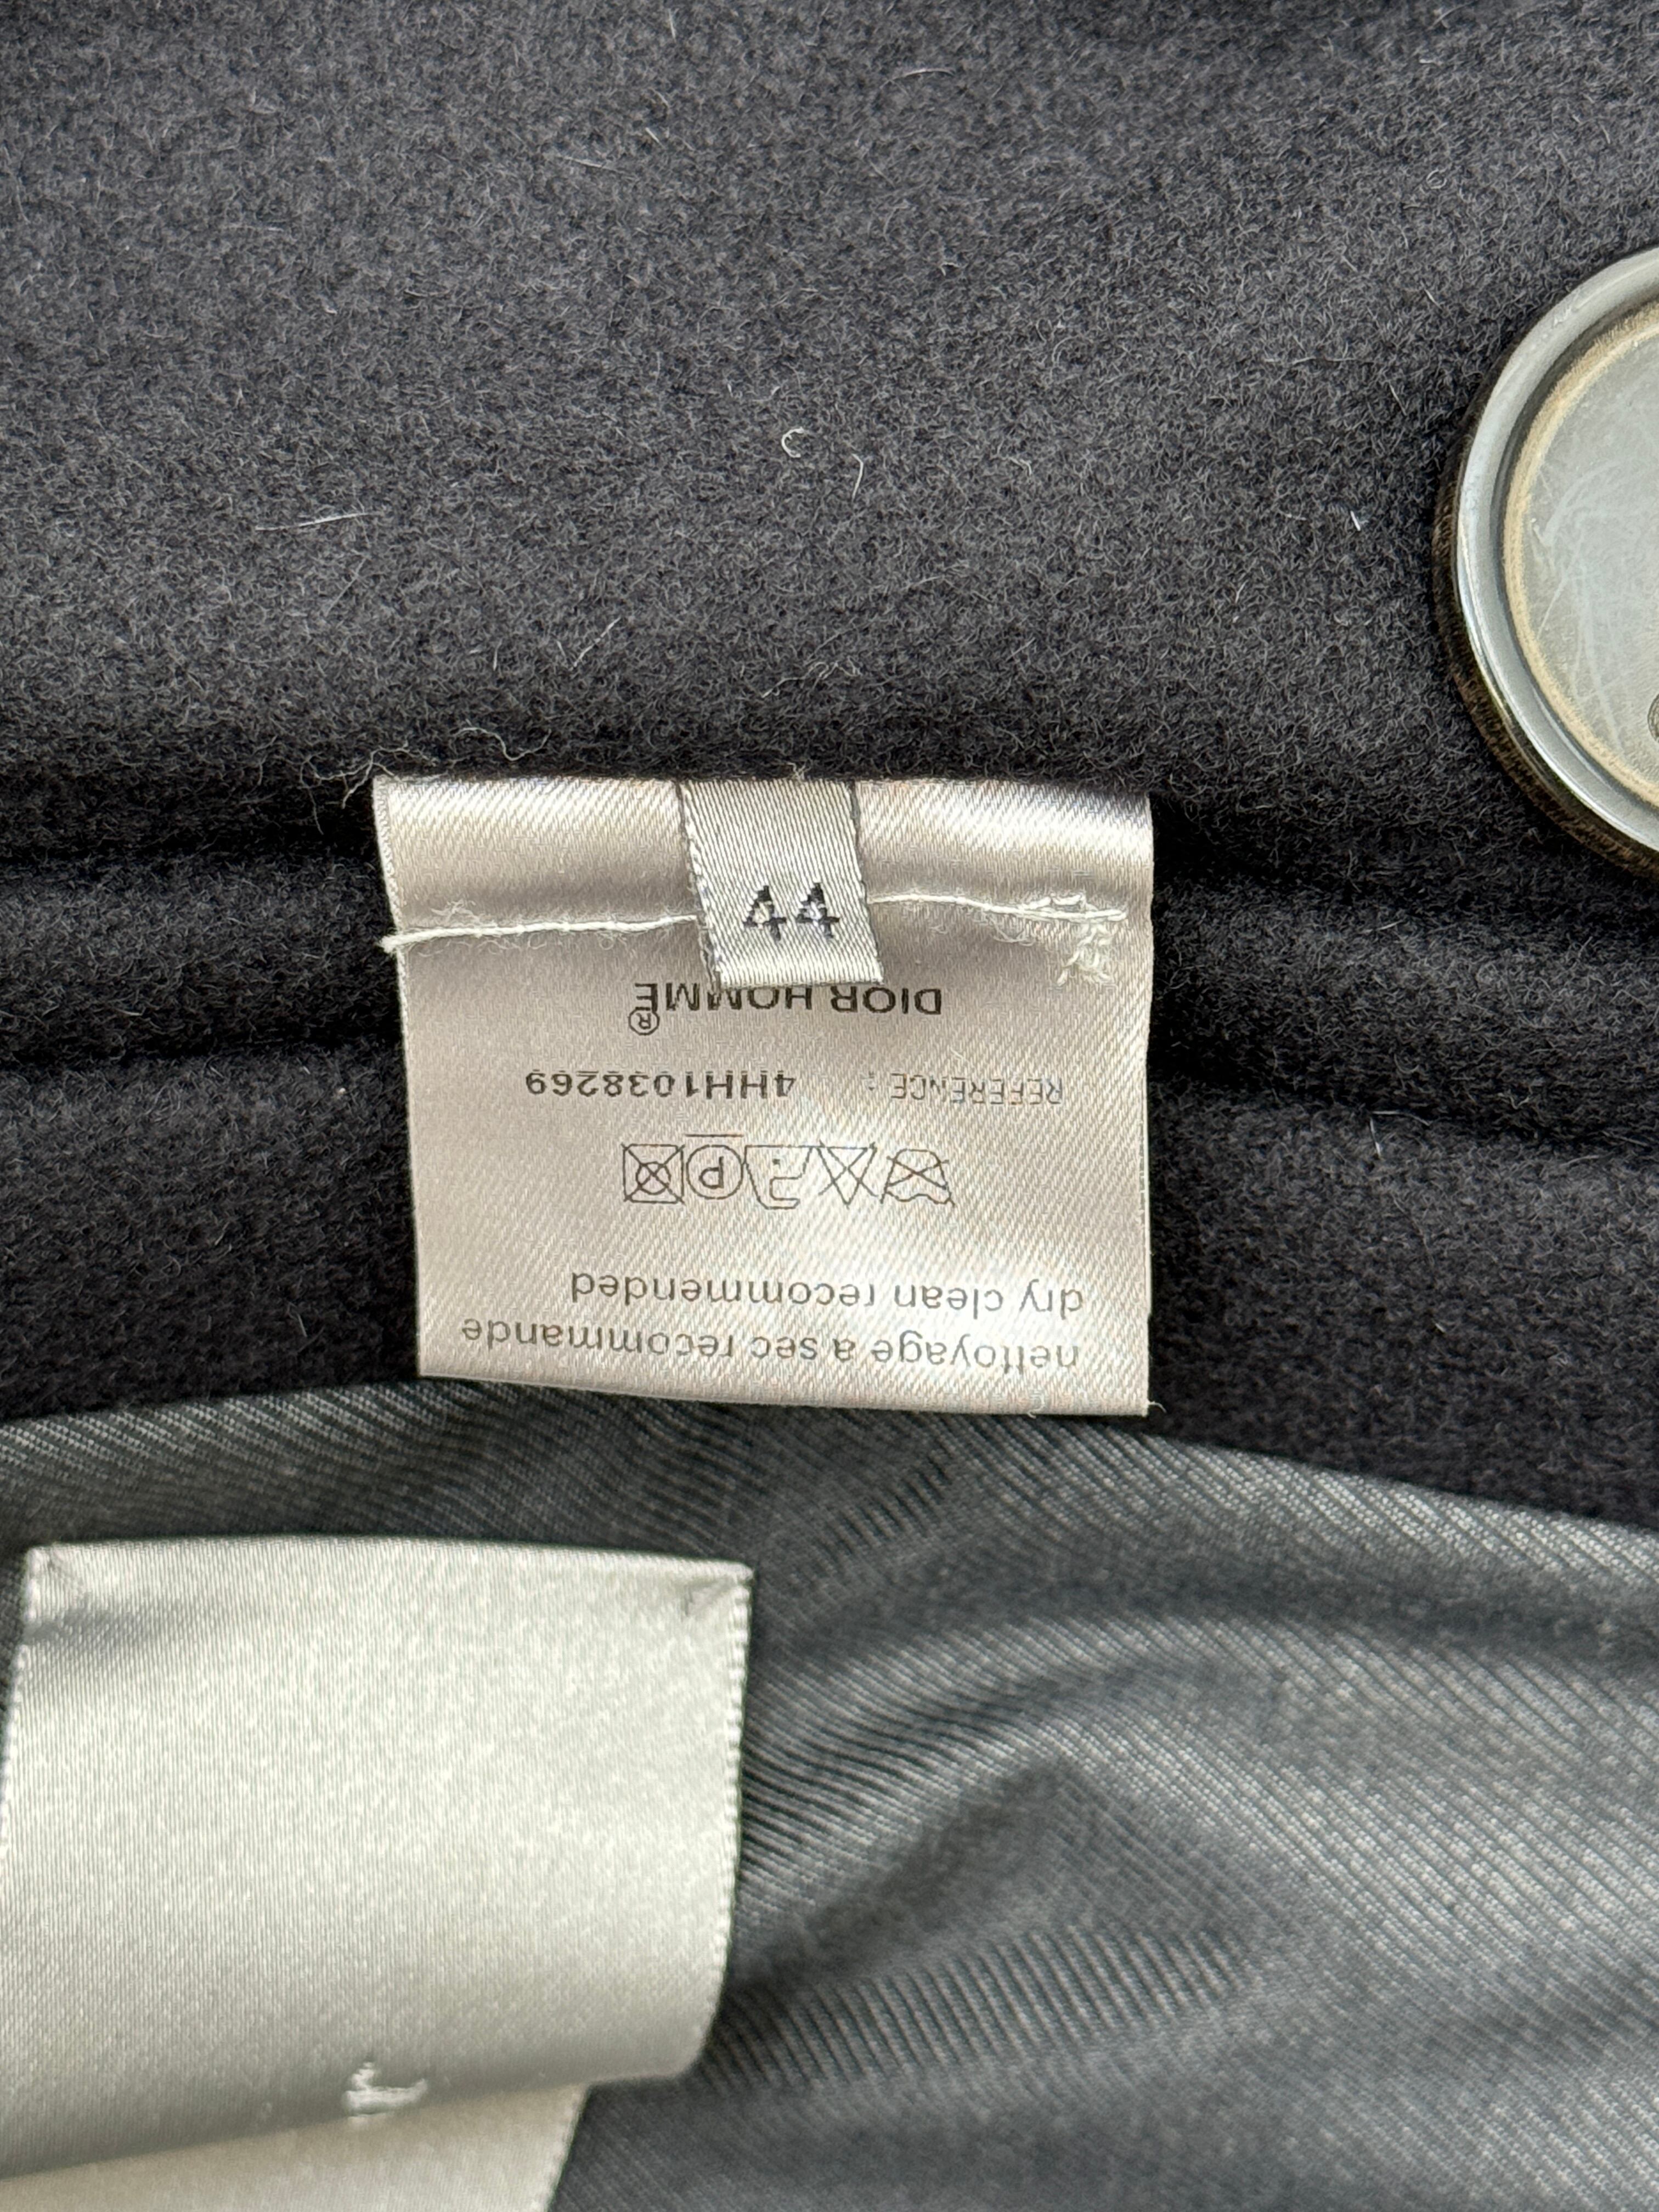 44
DIOR HOMME®
REFERENCE : 4HH1038269
P
dry clean recommended
nettoyage a sec recommande